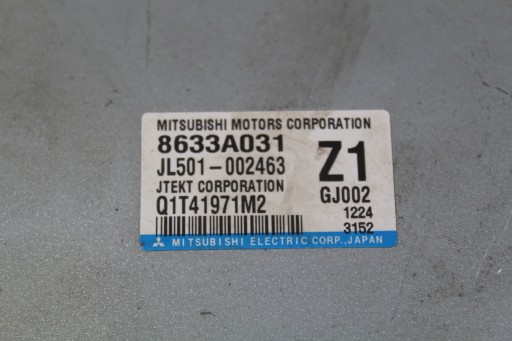 MITSUBISHI MOTORS CORPORATION
8633A031
JL501-002463
Z1
JTEKT CORPORATION
GJ002
Q1T41971M2
1224
3152
MITSUBISHI ELECTRIC CORP.,JAPAN